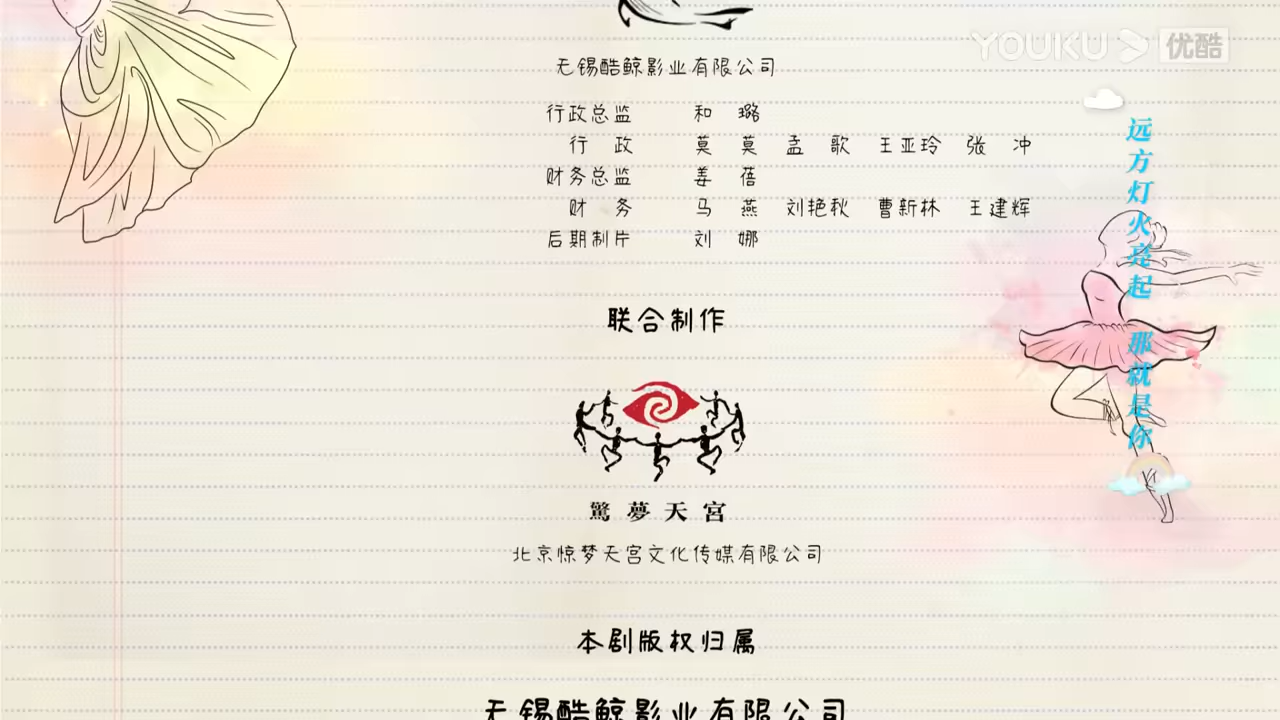 YOUKU 优酷
无锡酷鲸影业有限公司
行政总监 和 璐
行 政 莫 莫 孟 歌 王亚玲 张 冲
财务总监 姜 蓓
财 务 马 燕 刘艳秋 曹新林 王建辉
后期制片 刘 娜
联合制作
驚夢天宮
北京惊梦天宫文化传媒有限公司
本剧版权归属
无锡酷鲸影业有限公司
远方灯火亮起 那就是你